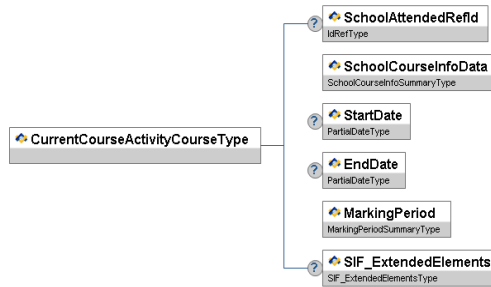 SchoolAttendedRefId
IdRefType
SchoolCourseInfoData
SchoolCourseInfoSummaryType
StartDate
PartialDateType
CurrentCourseActivityCourseType
EndDate
PartialDateType
MarkingPeriod
MarkingPeriodSummaryType
SIF_ExtendedElements
SIF_ExtendedElementsType